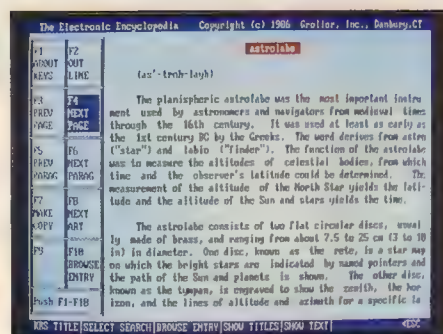 The Electronic Encyclopedia Copyright (c) 1986 Grolier, Inc., Danbury,CT
F1 F2
ABOUT OUT
KEYS LINE
F3 F4
PREV NEXT
PAGE PAGE
F5 F6
PREV NEXT
PARAG PARAG
F7 F8
MAKE NEXT
COPY ART
F9 F10
BROWSE
ENTRY
Push F1-F10
astrolabe
(as'-troh-layb)
The planispheric astrolabe was the most important instru
ment used by astronomers and navigators from medieval times
through the 16th century. It was used at least as early as
the 1st century BC by the Greeks. The word derives from astra
("star") and labio ("finder"). The function of the astrolabe
was to measure the altitudes of celestial bodies, from which
time and the observer's latitude could be determined. The
measurement of the altitude of the North Star yields the lati-
tude and the altitude of the Sun and stars yields the time.
The astrolabe consists of two flat circular discs, usual
ly made of brass, and ranging from about 7.5 to 25 cm (3 to 10
in) in diameter. One disc, known as the rete, is a star map
on which the bright stars are indicated by named pointers and
the path of the Sun and planets is shown. The other disc,
known as the tympan, is engraved to show the zenith, the hor
izon, and the lines of altitude and azimuth for a specific la
KRS TITLE|SELECT SEARCH|BROWSE ENTRY|SHOW TITLES|SHOW TEXT| <ESC